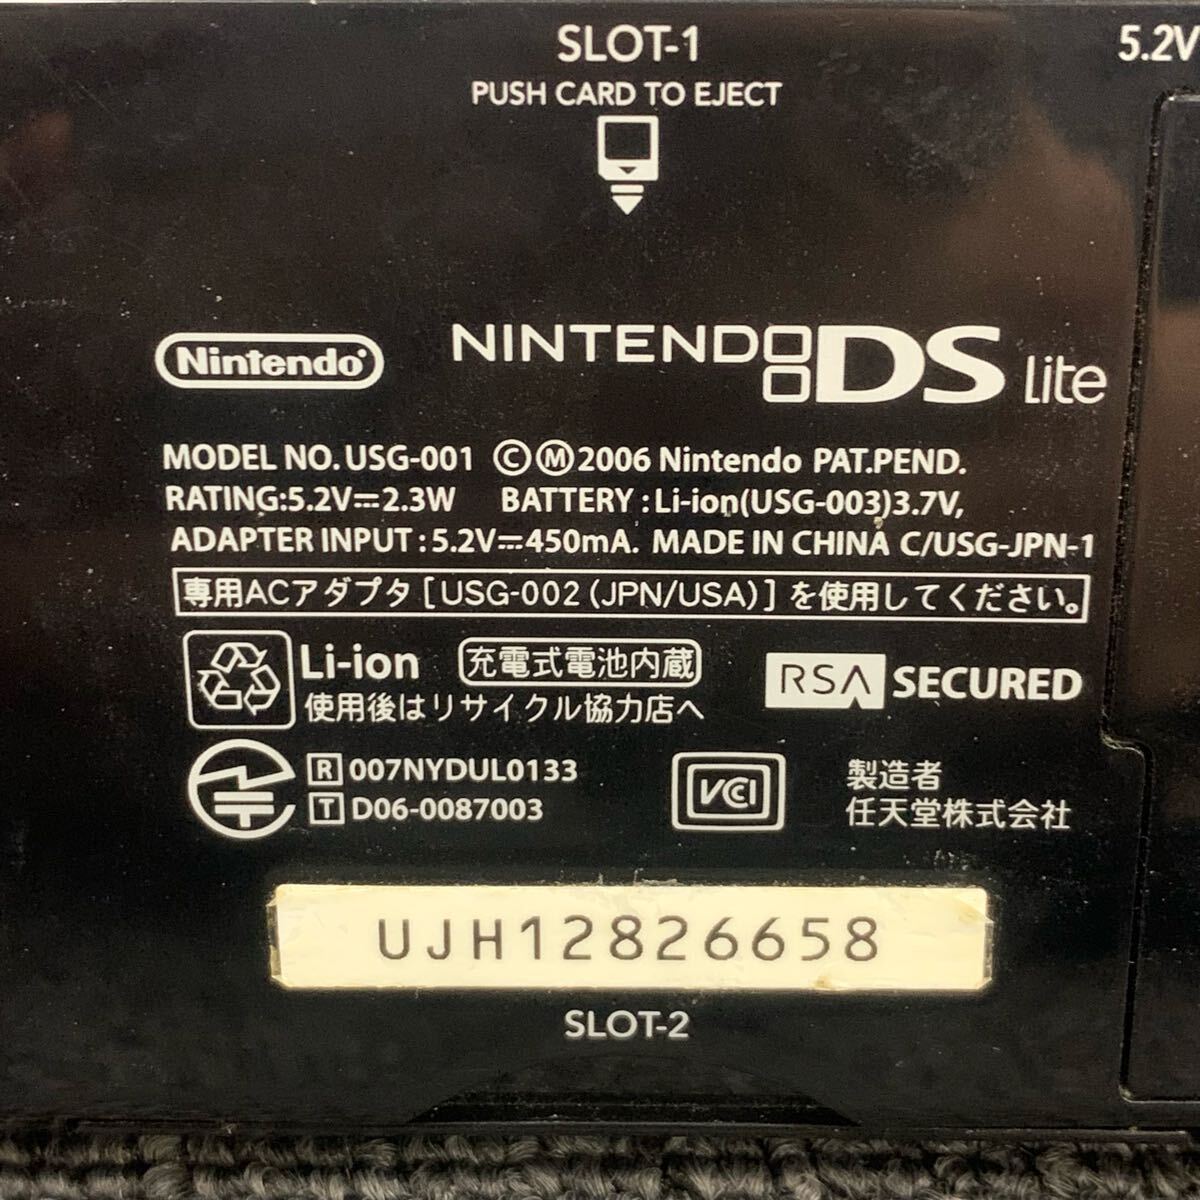 SLOT-1
5.2V
PUSH CARD TO EJECT
Nintendo
NINTENDO DS Lite
MODEL NO. USG-001 ©Ⓜ2006 Nintendo PAT.PEND.
RATING:5.2V⎓2.3W BATTERY : Li-ion(USG-003)3.7V,
ADAPTER INPUT : 5.2V⎓450mA. MADE IN CHINA C/USG-JPN-1
専用ACアダプタ[USG-002(JPN/USA)]を使用してください。
Li-ion 充電式電池内蔵
使用後はリサイクル協力店へ
RSA SECURED
R 007NYDUL0133
T D06-0087003
VCI
製造者
任天堂株式会社
UJH12826658
SLOT-2